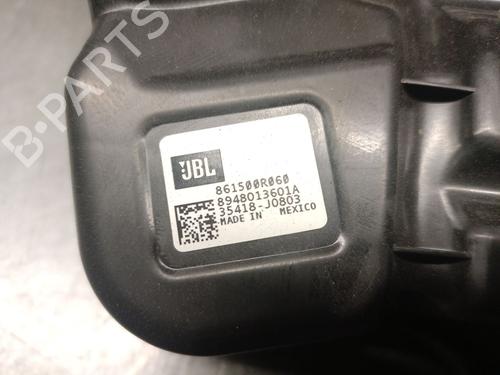 B-PARTS
JBL
861500R060
8948013601A
35418-J0803
MADE IN MEXICO